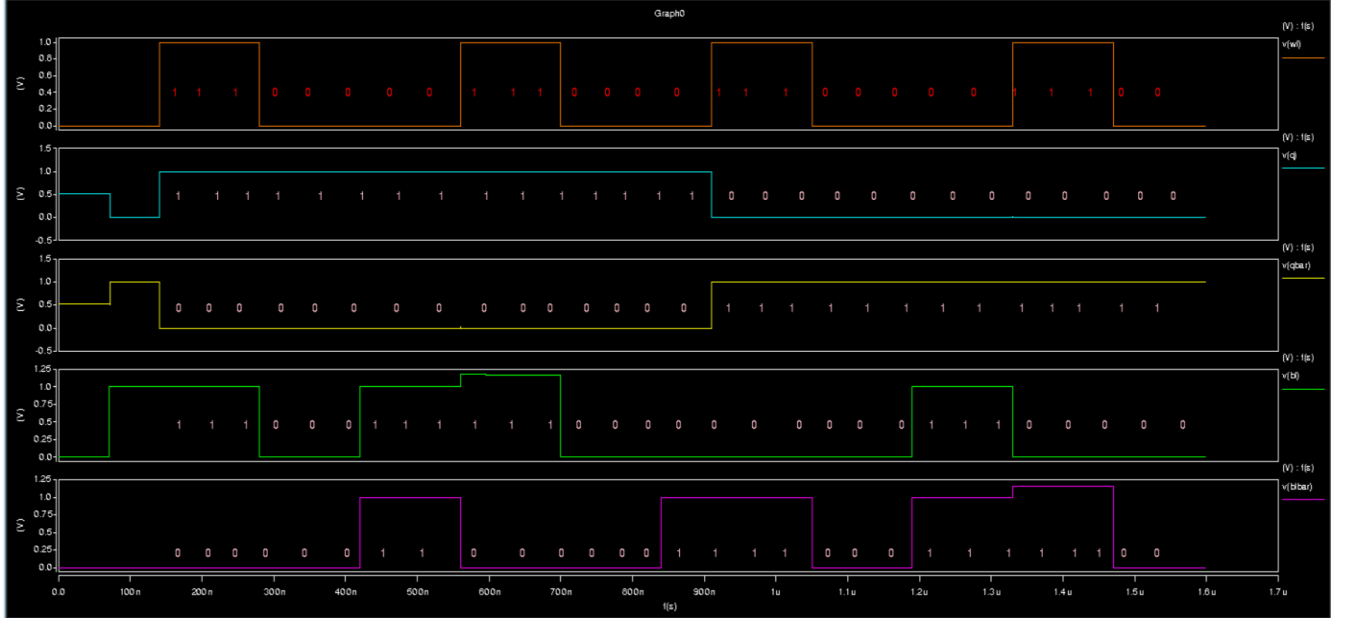 Graph0
(V) : t(s)
v(wl)
1.0
0.8
0.6
0.4
0.2
0.0
(V)
1 1 1 0 0 0 0 0 1 1 1 0 0 0 0 1 1 1 0 0 0 0 0 1 1 1 0 0
(V) : t(s)
v(q)
1.5
1.0
0.5
0.0
-0.5
(V)
1 1 1 1 1 1 1 1 1 1 1 1 1 1 1 0 0 0 0 0 0 0 0 0 0 0 0 0
(V) : t(s)
v(qbar)
1.5
1.0
0.5
0.0
-0.5
(V)
0 0 0 0 0 0 0 0 0 0 0 0 0 0 0 1 1 1 1 1 1 1 1 1 1 1 1 1
(V) : t(s)
v(bl)
1.25
1.0
0.75
0.5
0.25
0.0
(V)
1 1 1 0 0 0 1 1 1 1 1 1 0 0 0 0 0 0 0 0 0 0 1 1 1 0 0 0 0 0
(V) : t(s)
v(blbar)
1.25
1.0
0.75
0.5
0.25
0.0
(V)
0 0 0 0 0 0 1 1 0 0 0 0 0 0 1 1 1 1 0 0 0 1 1 1 1 1 1 0 0
0.0 100n 200n 300n 400n 500n 600n 700n 800n 900n 1u 1.1u 1.2u 1.3u 1.4u 1.5u 1.6u 1.7u
t(s)